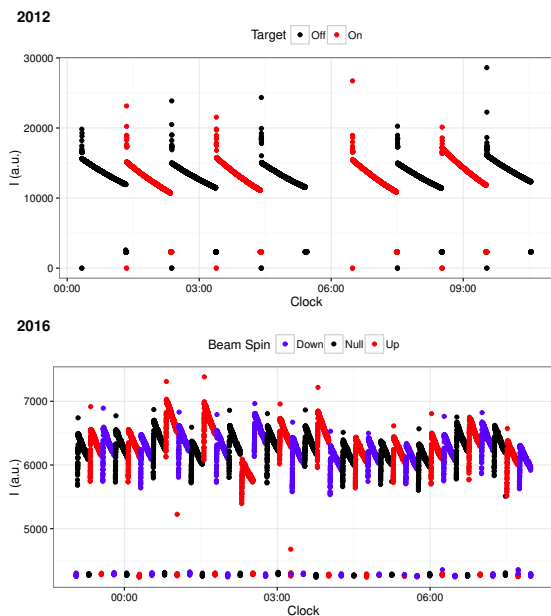 2012
Target Off On
30000
20000
10000
0
I (a.u.)
00:00 03:00 06:00 09:00
Clock
2016
Beam Spin Down Null Up
7000
6000
5000
I (a.u.)
00:00 03:00 06:00
Clock